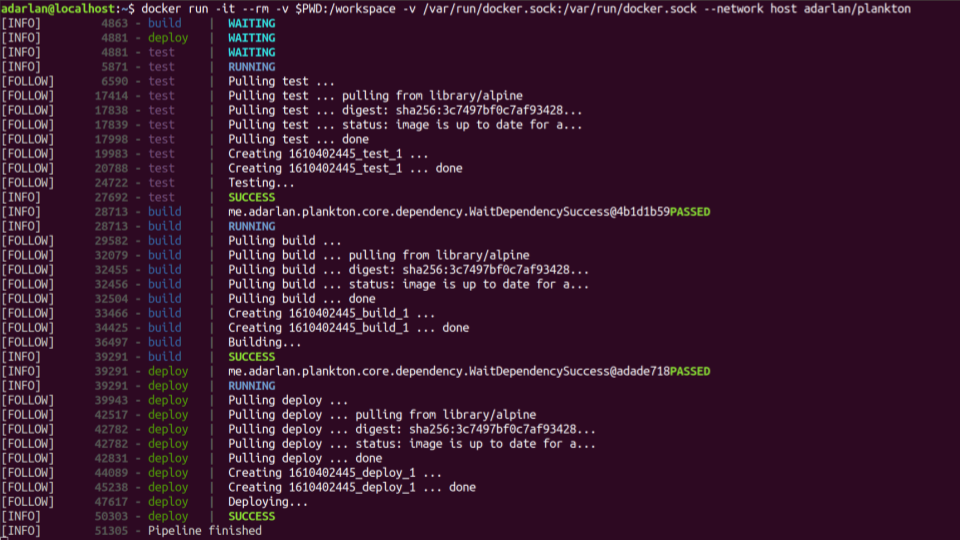 adarlan@localhost:~$ docker run -it --rm -v $PWD:/workspace -v /var/run/docker.sock:/var/run/docker.sock --network host adarlan/plankton
[INFO] 4863 - build | WAITING
[INFO] 4881 - deploy | WAITING
[INFO] 4881 - test | WAITING
[INFO] 5871 - test | RUNNING
[FOLLOW] 6590 - test | Pulling test ...
[FOLLOW] 17414 - test | Pulling test ... pulling from library/alpine
[FOLLOW] 17838 - test | Pulling test ... digest: sha256:3c7497bf0c7af93428...
[FOLLOW] 17839 - test | Pulling test ... status: image is up to date for a...
[FOLLOW] 17998 - test | Pulling test ... done
[FOLLOW] 19983 - test | Creating 1610402445_test_1 ...
[FOLLOW] 20788 - test | Creating 1610402445_test_1 ... done
[FOLLOW] 24722 - test | Testing...
[INFO] 27692 - test | SUCCESS
[INFO] 28713 - build | me.adarlan.plankton.core.dependency.WaitDependencySuccess@4b1d1b59PASSED
[INFO] 28713 - build | RUNNING
[FOLLOW] 29582 - build | Pulling build ...
[FOLLOW] 32079 - build | Pulling build ... pulling from library/alpine
[FOLLOW] 32455 - build | Pulling build ... digest: sha256:3c7497bf0c7af93428...
[FOLLOW] 32456 - build | Pulling build ... status: image is up to date for a...
[FOLLOW] 32504 - build | Pulling build ... done
[FOLLOW] 33466 - build | Creating 1610402445_build_1 ...
[FOLLOW] 34425 - build | Creating 1610402445_build_1 ... done
[FOLLOW] 36497 - build | Building...
[INFO] 39291 - build | SUCCESS
[INFO] 39291 - deploy | me.adarlan.plankton.core.dependency.WaitDependencySuccess@adade718PASSED
[INFO] 39291 - deploy | RUNNING
[FOLLOW] 39943 - deploy | Pulling deploy ...
[FOLLOW] 42517 - deploy | Pulling deploy ... pulling from library/alpine
[FOLLOW] 42782 - deploy | Pulling deploy ... digest: sha256:3c7497bf0c7af93428...
[FOLLOW] 42782 - deploy | Pulling deploy ... status: image is up to date for a...
[FOLLOW] 42831 - deploy | Pulling deploy ... done
[FOLLOW] 44089 - deploy | Creating 1610402445_deploy_1 ...
[FOLLOW] 45238 - deploy | Creating 1610402445_deploy_1 ... done
[FOLLOW] 47617 - deploy | Deploying...
[INFO] 50303 - deploy | SUCCESS
[INFO] 51305 - Pipeline finished